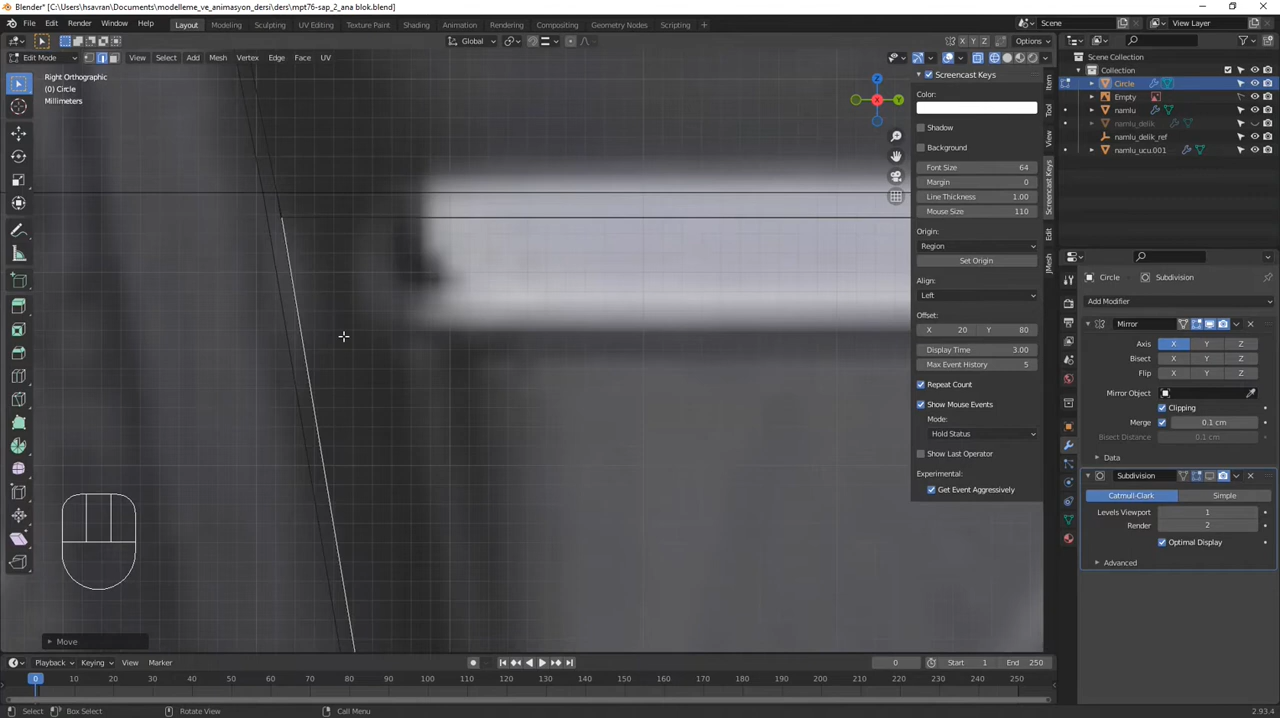 Blender* [C:\Users\hsavran\Documents\modelleme_ve_animasyon_dersi\ders\mpt76-sap_2_ana blok.blend]
File Edit Render Window Help Layout Modeling Sculpting UV Editing Texture Paint Shading Animation Rendering Compositing Geometry Nodes Scripting + Scene View Layer
Global X Y Z Options
Edit Mode View Select Add Mesh Vertex Edge Face UV
Right Orthographic
(0) Circle
Millimeters
Z
Y
X
Screencast Keys
Color:
Shadow
Background
Font Size 64
Margin 0
Line Thickness 1.00
Mouse Size 110
Origin:
Region
Set Origin
Align:
Left
Offset:
X 20 Y 80
Display Time 3.00
Max Event History 5
Repeat Count
Show Mouse Events
Mode:
Hold Status
Show Last Operator
Experimental:
Get Event Aggressively
Item
Tool
View
Screencast Keys
Edit
JMesh
Scene Collection
Collection
Circle
Empty
namlu
namlu_delik
namlu_delik_ref
namlu_ucu.001
Circle Subdivision
Add Modifier
Mirror
Axis X Y Z
Bisect X Y Z
Flip X Y Z
Mirror Object
Clipping
Merge 0.1 cm
Bisect Distance 0.1 cm
Data
Subdivision
Catmull-Clark Simple
Levels Viewport 1
Render 2
Optimal Display
Advanced
Move
Playback Keying View Marker 0 Start 1 End 250
0 10 20 30 40 50 60 70 80 90 100 110 120 130 140 150 160 170 180 190 200 210 220 230 240 250
Select Box Select Rotate View Call Menu 2.93.4